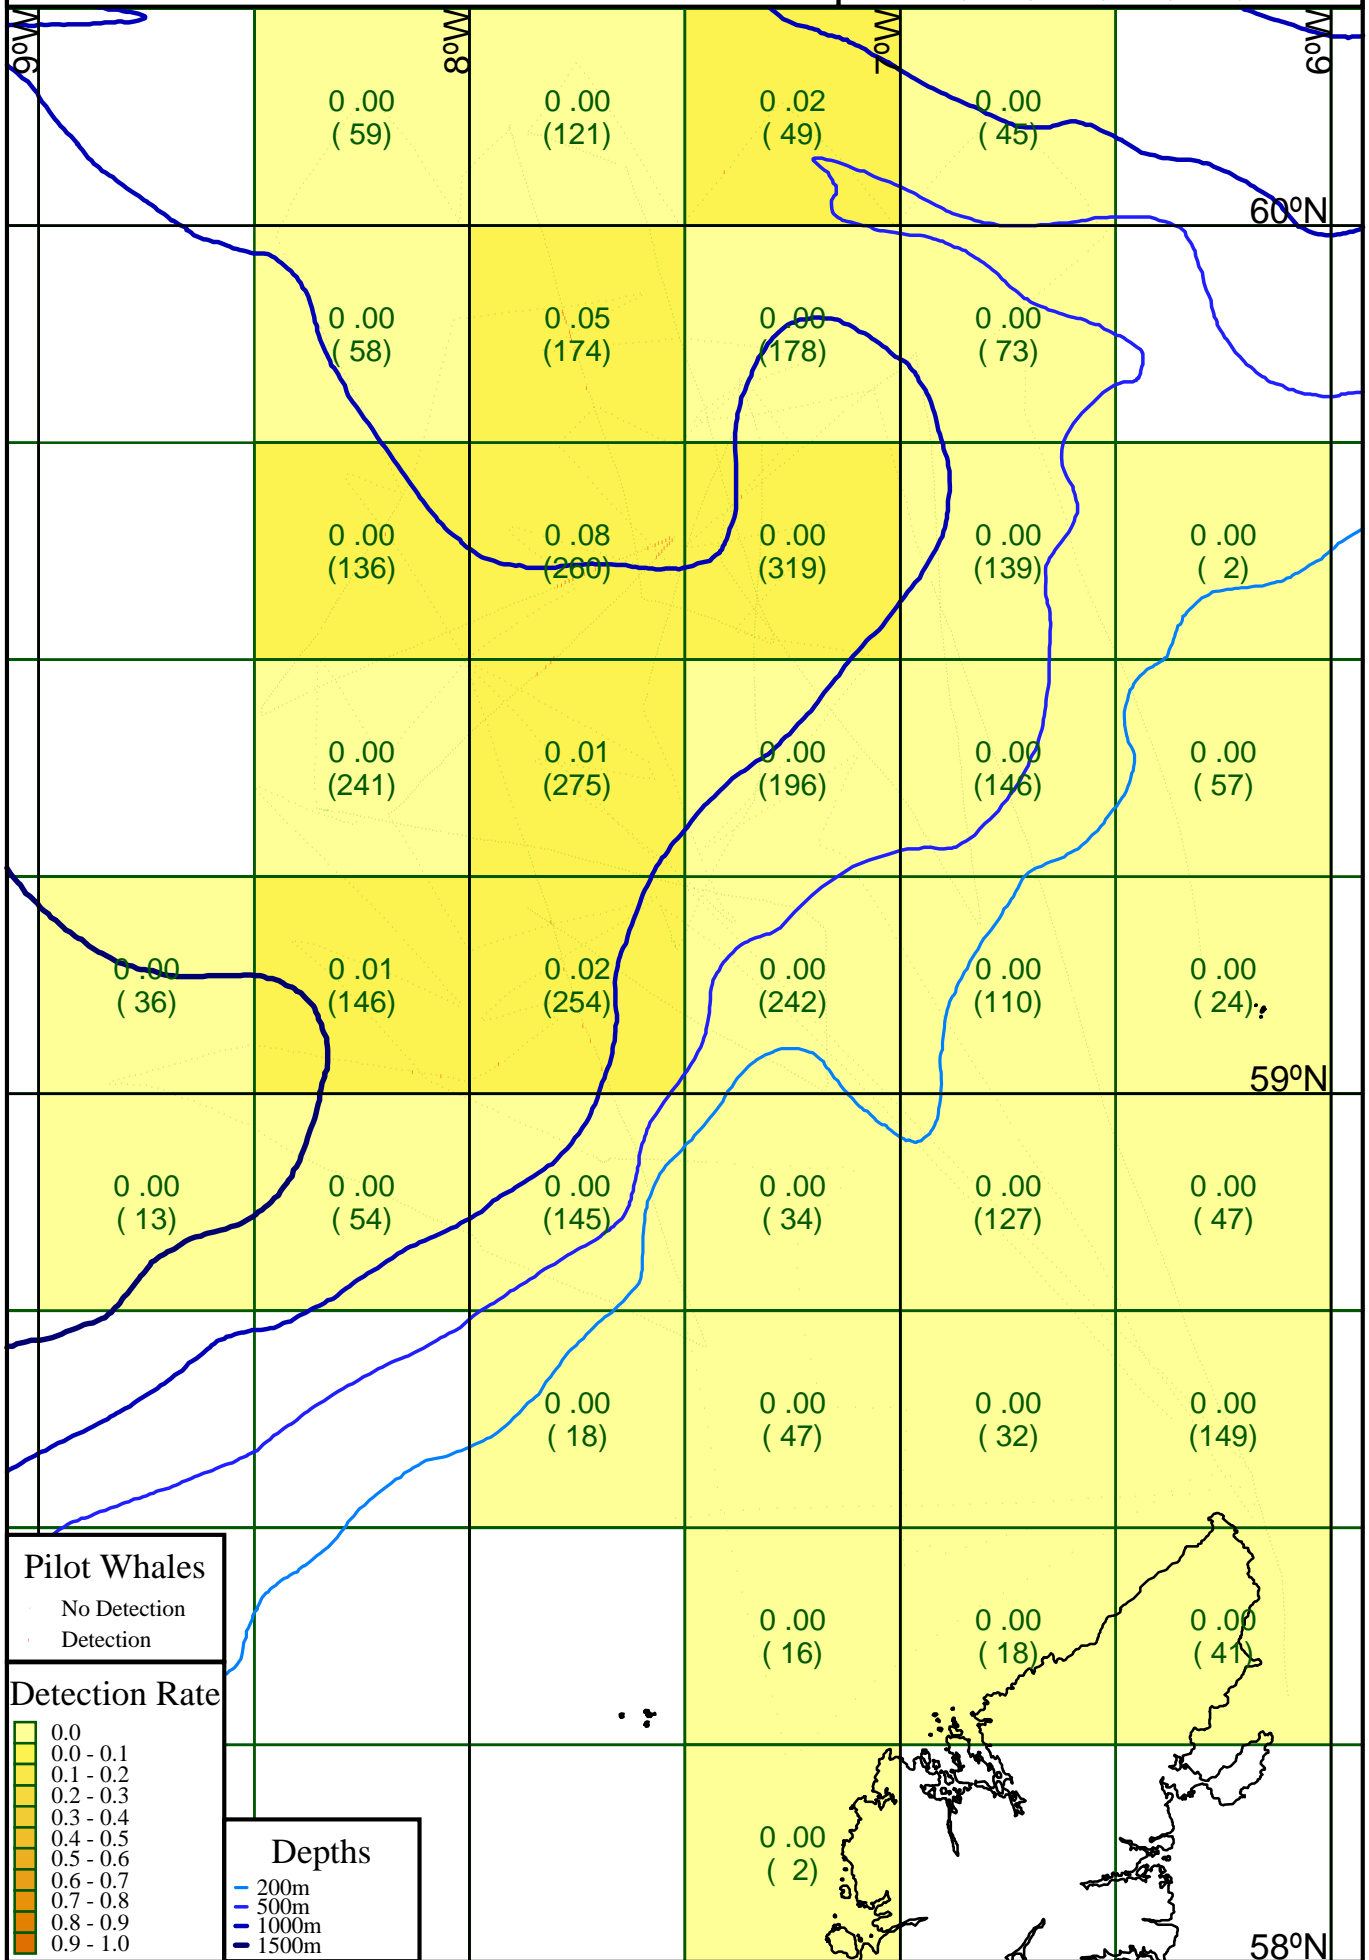 9ºW
8ºW
7ºW
6ºW
0 .00
0 .00
0 .02
0 .00
( 59)
(121)
( 49)
( 45)
60ºN
0 .00
0 .05
0 .00
0 .00
( 58)
(174)
(178)
( 73)
0 .00
0 .08
0 .00
0 .00
0 .00
(136)
(280)
(319)
(139)
( 2)
0 .00
0 .01
0 .00
0 .00
0 .00
(241)
(275)
(196)
(146)
( 57)
0 .00
0 .01
0 .02
0 .00
0 .00
0 .00
( 36)
(146)
(254)
(242)
(110)
( 24)
59ºN
0 .00
0 .00
0 .00
0 .00
0 .00
0 .00
( 13)
( 54)
(145)
( 34)
(127)
( 47)
0 .00
0 .00
0 .00
0 .00
( 18)
( 47)
( 32)
(149)
0 .00
0 .00
0 .00
( 16)
( 18)
( 41)
0 .00
( 2)
58ºN
Pilot Whales
No Detection
Detection
Detection Rate
0.0
0.0 - 0.1
0.1 - 0.2
0.2 - 0.3
0.3 - 0.4
0.4 - 0.5
0.5 - 0.6
0.6 - 0.7
0.7 - 0.8
0.8 - 0.9
0.9 - 1.0
Depths
200m
500m
1000m
1500m